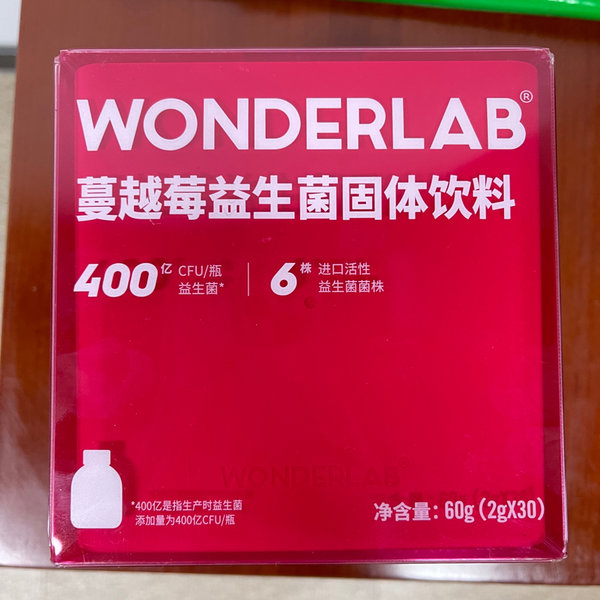 WONDERLAB®
蔓越莓益生菌固体饮料
400亿 CFU/瓶 益生菌*
6株 进口活性 益生菌菌株
WONDERLAB
*400亿是指生产时益生菌
添加量为400亿CFU/瓶
净含量：60g（2gX30）